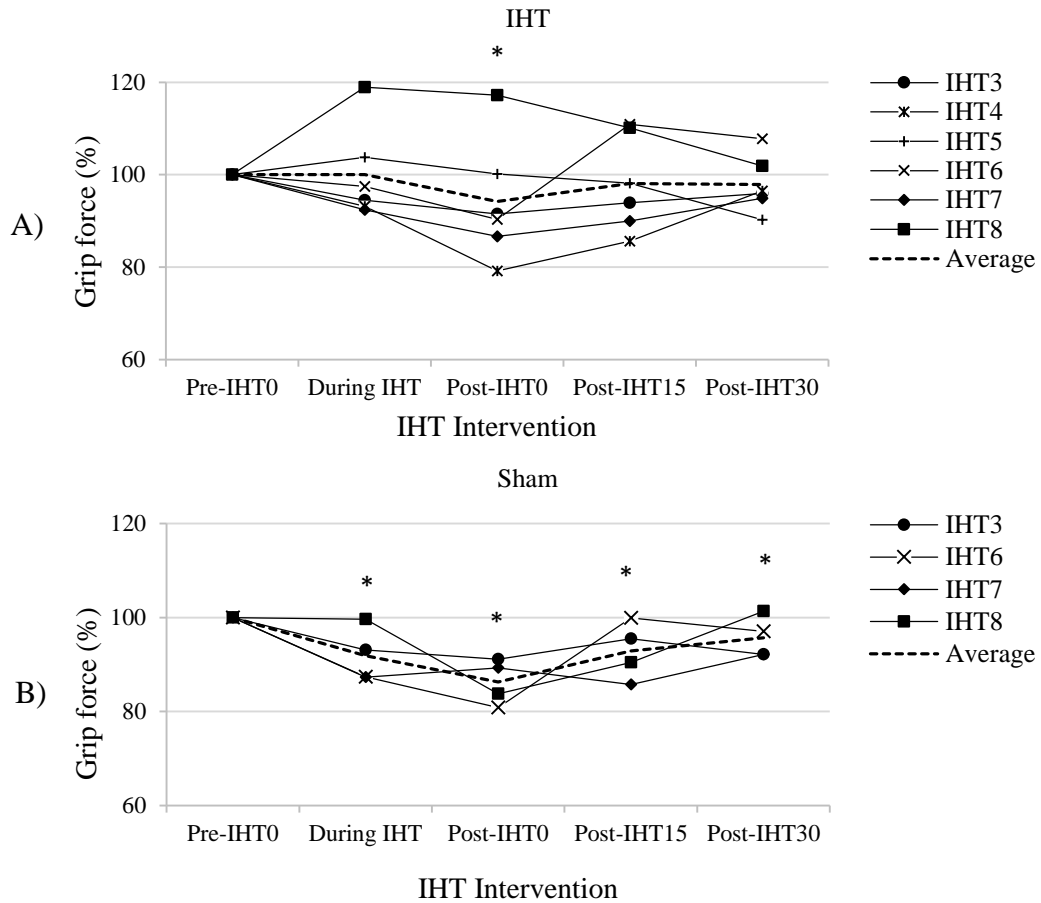 IHT
*
120
100
80
60
Grip force (%)
A)
Pre-IHT0 During IHT Post-IHT0 Post-IHT15 Post-IHT30
IHT Intervention
IHT3
IHT4
IHT5
IHT6
IHT7
IHT8
Average
Sham
120
100
80
60
Grip force (%)
B)
* * * *
Pre-IHT0 During IHT Post-IHT0 Post-IHT15 Post-IHT30
IHT Intervention
IHT3
IHT6
IHT7
IHT8
Average